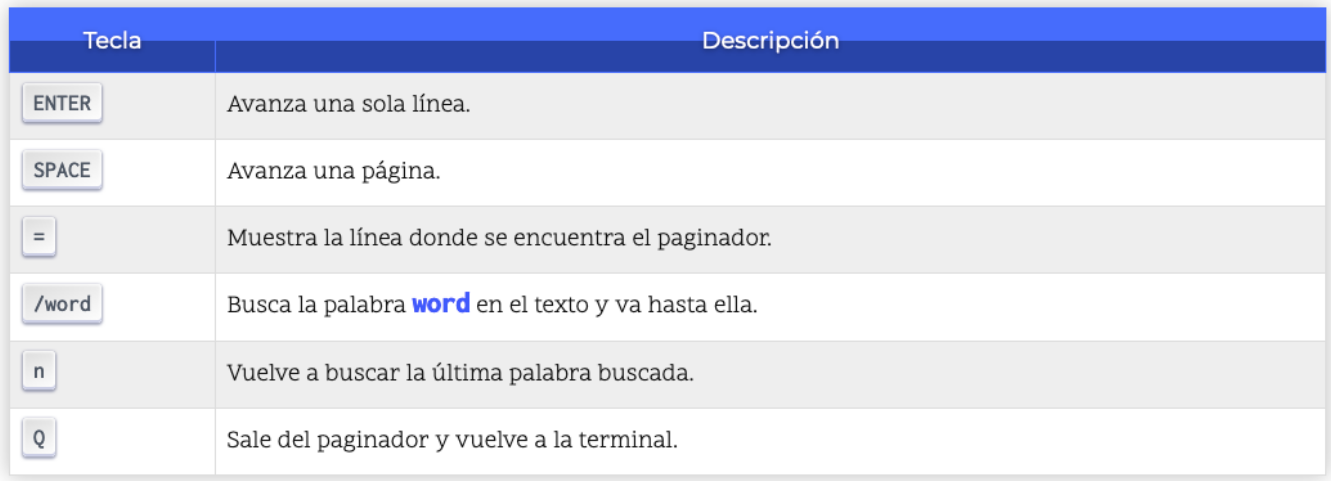 Tecla Descripción
ENTER Avanza una sola línea.
SPACE Avanza una página.
= Muestra la línea donde se encuentra el paginador.
/word Busca la palabra word en el texto y va hasta ella.
n Vuelve a buscar la última palabra buscada.
Q Sale del paginador y vuelve a la terminal.